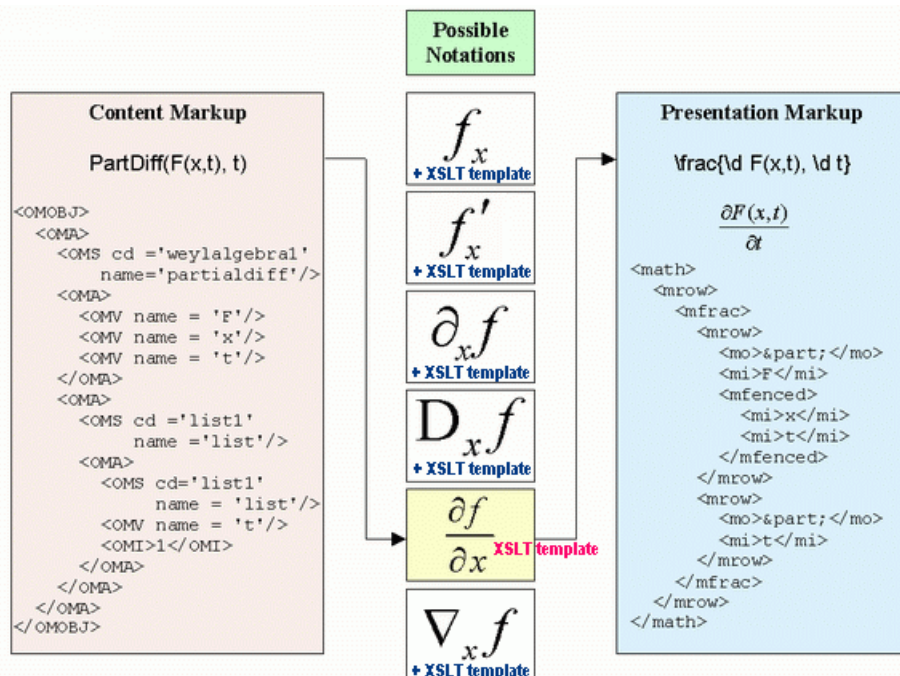 Possible
Notations
Content Markup
PartDiff(F(x,t), t)
<OMOBJ>
<OMA>
<OMS cd ='weylalgebra1'
name='partialdiff'/>
<OMA>
<OMV name = 'F'/>
<OMV name = 'x'/>
<OMV name = 't'/>
</OMA>
<OMA>
<OMS cd ='list1'
name ='list'/>
<OMA>
<OMS cd='list1'
name = 'list'/>
<OMV name = 't'/>
<OMI>1</OMI>
</OMA>
</OMA>
</OMA>
</OMOBJ>
f_x
+ XSLT template
f'_x
+ XSLT template
∂_x f
+ XSLT template
D_x f
+ XSLT template
∂f
∂x
XSLT template
∇_x f
+ XSLT template
Presentation Markup
\frac{\d F(x,t), \d t}
∂F(x,t)
∂t
<math>
<mrow>
<mfrac>
<mrow>
<mo>&part;</mo>
<mi>F</mi>
<mfenced>
<mi>x</mi>
<mi>t</mi>
</mfenced>
</mrow>
<mrow>
<mo>&part;</mo>
<mi>t</mi>
</mrow>
</mfrac>
</mrow>
</math>